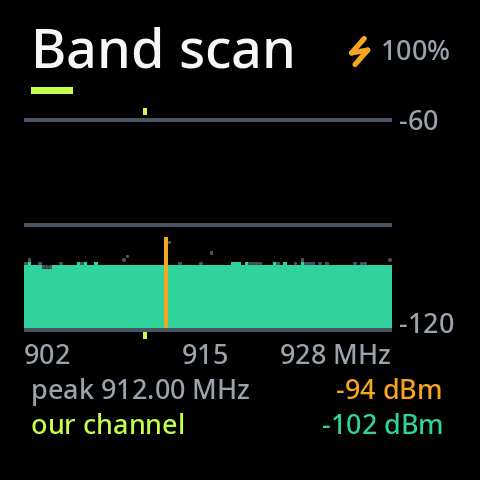 Band scan
100%
-60
-120
902 915 928 MHz
peak 912.00 MHz -94 dBm
our channel -102 dBm